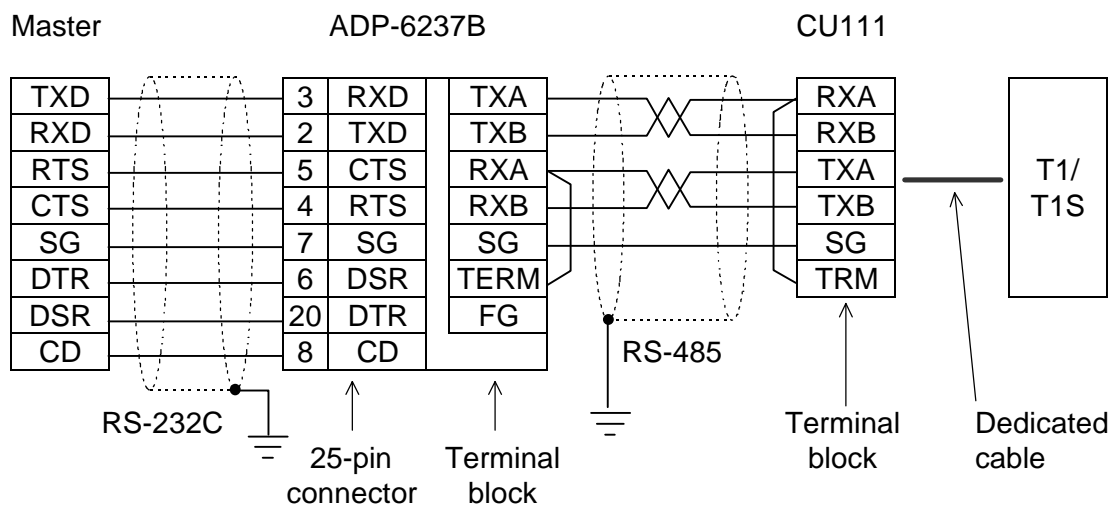 Master
ADP-6237B
CU111
TXD
RXD
RTS
CTS
SG
DTR
DSR
CD
3 RXD
2 TXD
5 CTS
4 RTS
7 SG
6 DSR
20 DTR
8 CD
TXA
TXB
RXA
RXB
SG
TERM
FG
RXA
RXB
TXA
TXB
SG
TRM
T1/
T1S
RS-232C
RS-485
25-pin
connector
Terminal
block
Terminal
block
Dedicated
cable